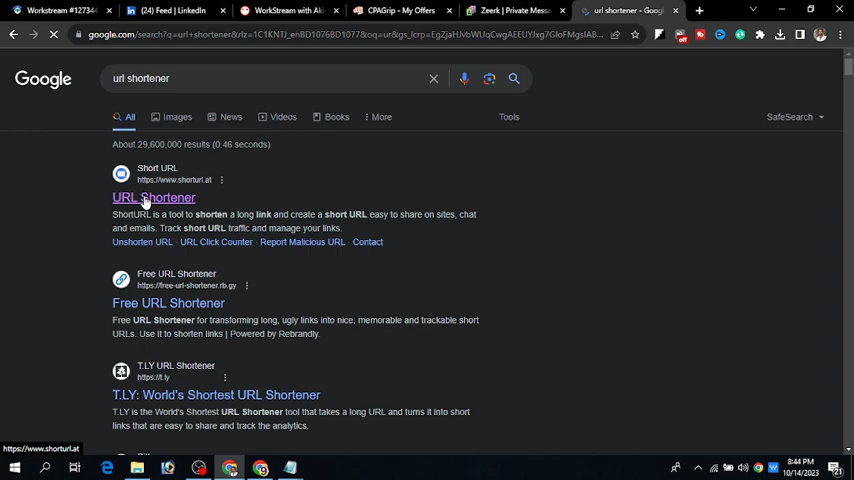 Workstream #127344
(24) Feed | LinkedIn
WorkStream with Ak
CPAGrip - My Offers
Zeerk | Private Mess
url shortener - Goog
google.com/search?q=url+shortener&rlz=1C1KNTJ_enBD1076BD1077&oq=ur&gs_lcrp=EgZjaHJvbWUqCwgAEEUYJxg7GIoFMgsIAB...
off
Google
url shortener
All
Images
News
Videos
Books
More
Tools
SafeSearch
About 29,600,000 results (0.46 seconds)
Short URL
https://www.shorturl.at
URL Shortener
ShortURL is a tool to shorten a long link and create a short URL easy to share on sites, chat
and emails. Track short URL traffic and manage your links.
Unshorten URL · URL Click Counter · Report Malicious URL · Contact
Free URL Shortener
https://free-url-shortener.rb.gy
Free URL Shortener
Free URL Shortener for transforming long, ugly links into nice, memorable and trackable short
URLs. Use it to shorten links | Powered by Rebrandly.
T.LY URL Shortener
https://t.ly
T.LY: World's Shortest URL Shortener
T.LY is the World's Shortest URL Shortener tool that takes a long URL and turns it into short
links that are easy to share and track the analytics.
https://www.shorturl.at
8:44 PM
10/14/2023
21